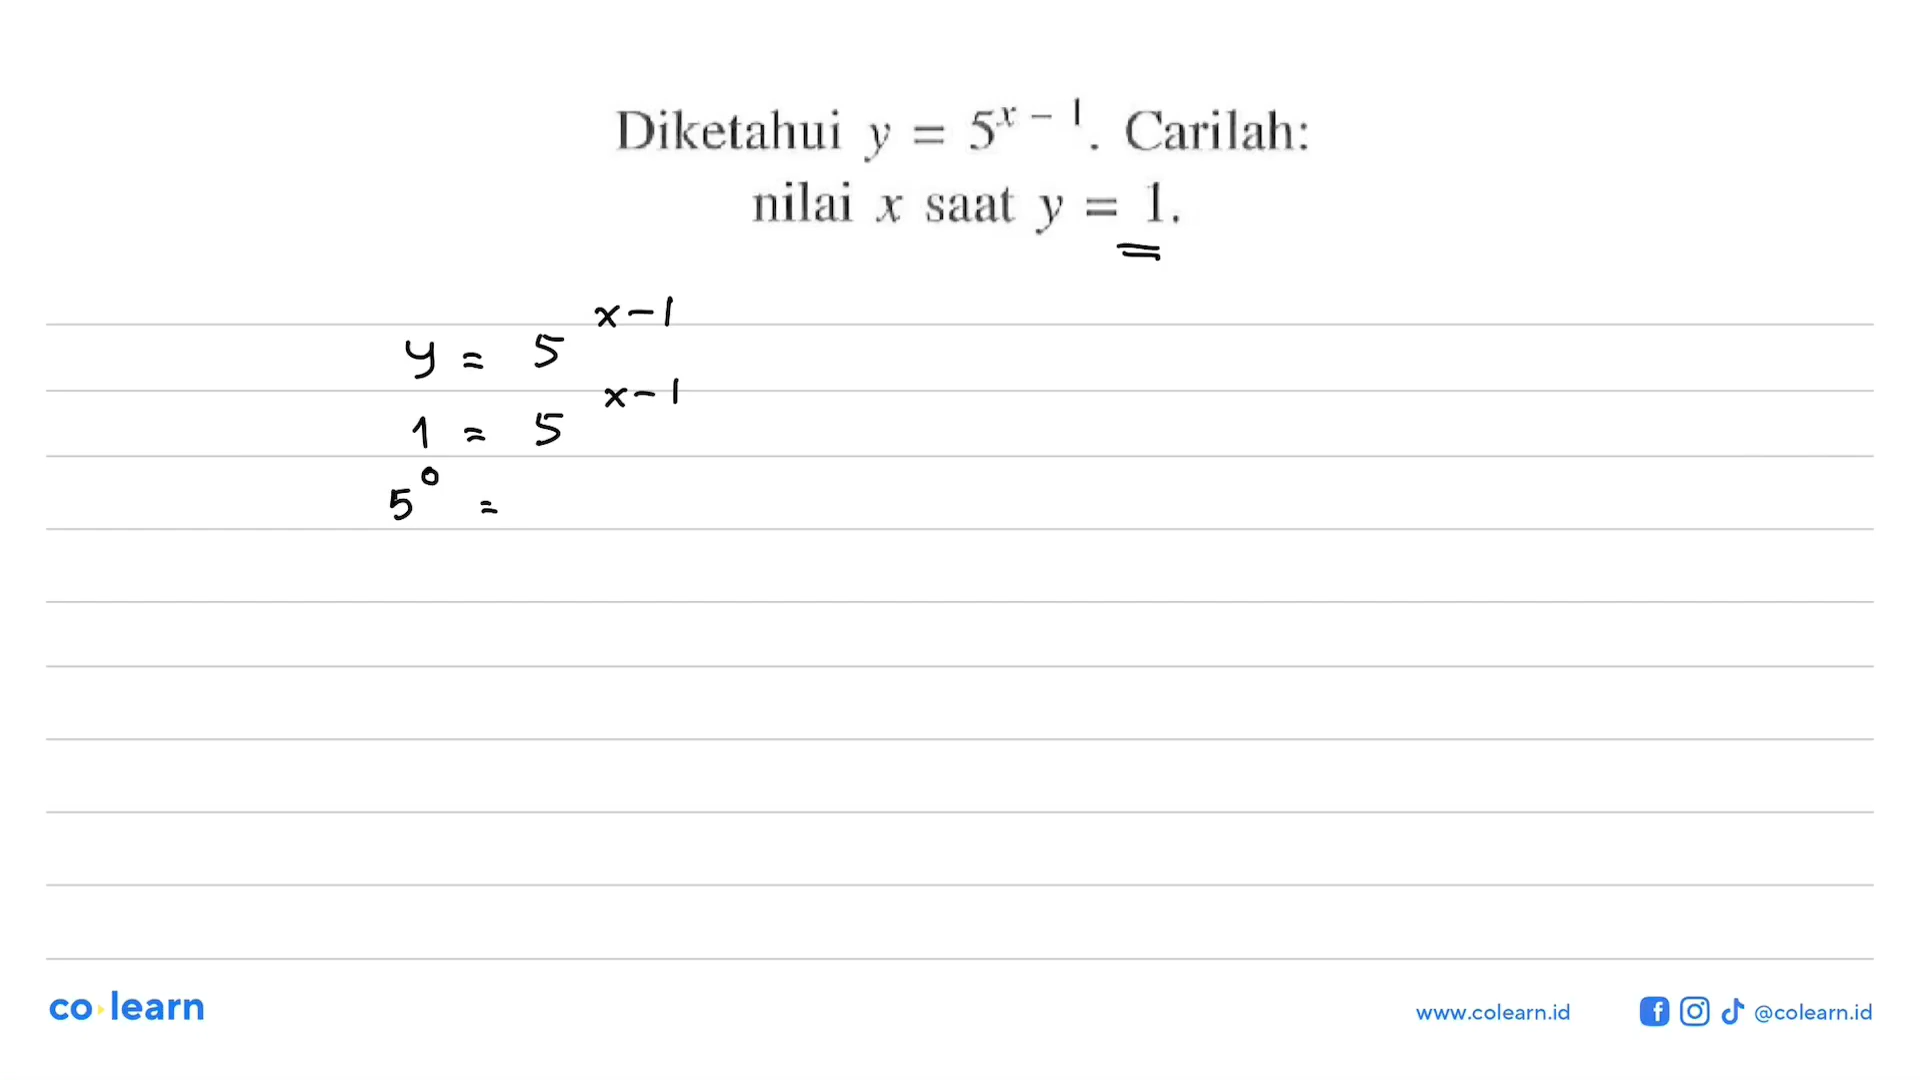 Diketahui y = 5^{x - 1}. Carilah:
nilai x saat y = 1.
y = 5^{x-1}
1 = 5^{x-1}
5^0 =
co learn
www.colearn.id
@colearn.id